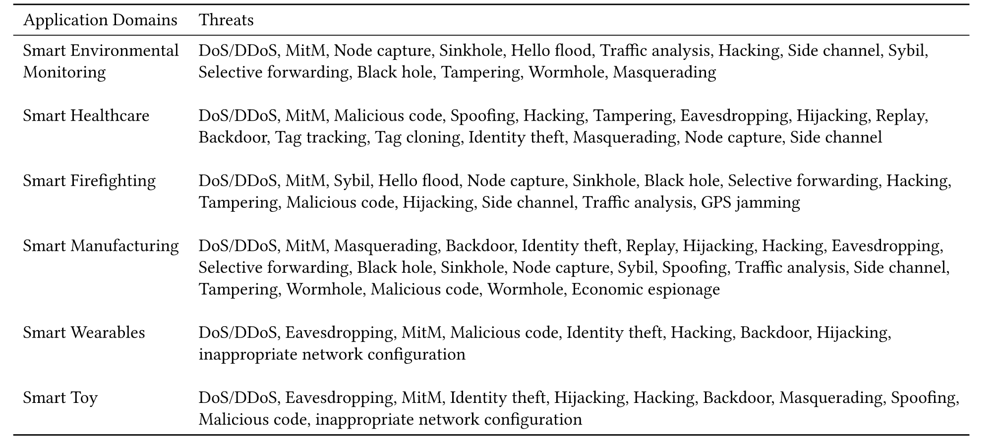 Application Domains Threats
Smart Environmental DoS/DDoS, MitM, Node capture, Sinkhole, Hello flood, Traffic analysis, Hacking, Side channel, Sybil,
Monitoring Selective forwarding, Black hole, Tampering, Wormhole, Masquerading
Smart Healthcare DoS/DDoS, MitM, Malicious code, Spoofing, Hacking, Tampering, Eavesdropping, Hijacking, Replay,
Backdoor, Tag tracking, Tag cloning, Identity theft, Masquerading, Node capture, Side channel
Smart Firefighting DoS/DDoS, MitM, Sybil, Hello flood, Node capture, Sinkhole, Black hole, Selective forwarding, Hacking,
Tampering, Malicious code, Hijacking, Side channel, Traffic analysis, GPS jamming
Smart Manufacturing DoS/DDoS, MitM, Masquerading, Backdoor, Identity theft, Replay, Hijacking, Hacking, Eavesdropping,
Selective forwarding, Black hole, Sinkhole, Node capture, Sybil, Spoofing, Traffic analysis, Side channel,
Tampering, Wormhole, Malicious code, Wormhole, Economic espionage
Smart Wearables DoS/DDoS, Eavesdropping, MitM, Malicious code, Identity theft, Hacking, Backdoor, Hijacking,
inappropriate network configuration
Smart Toy DoS/DDoS, Eavesdropping, MitM, Identity theft, Hijacking, Hacking, Backdoor, Masquerading, Spoofing,
Malicious code, inappropriate network configuration